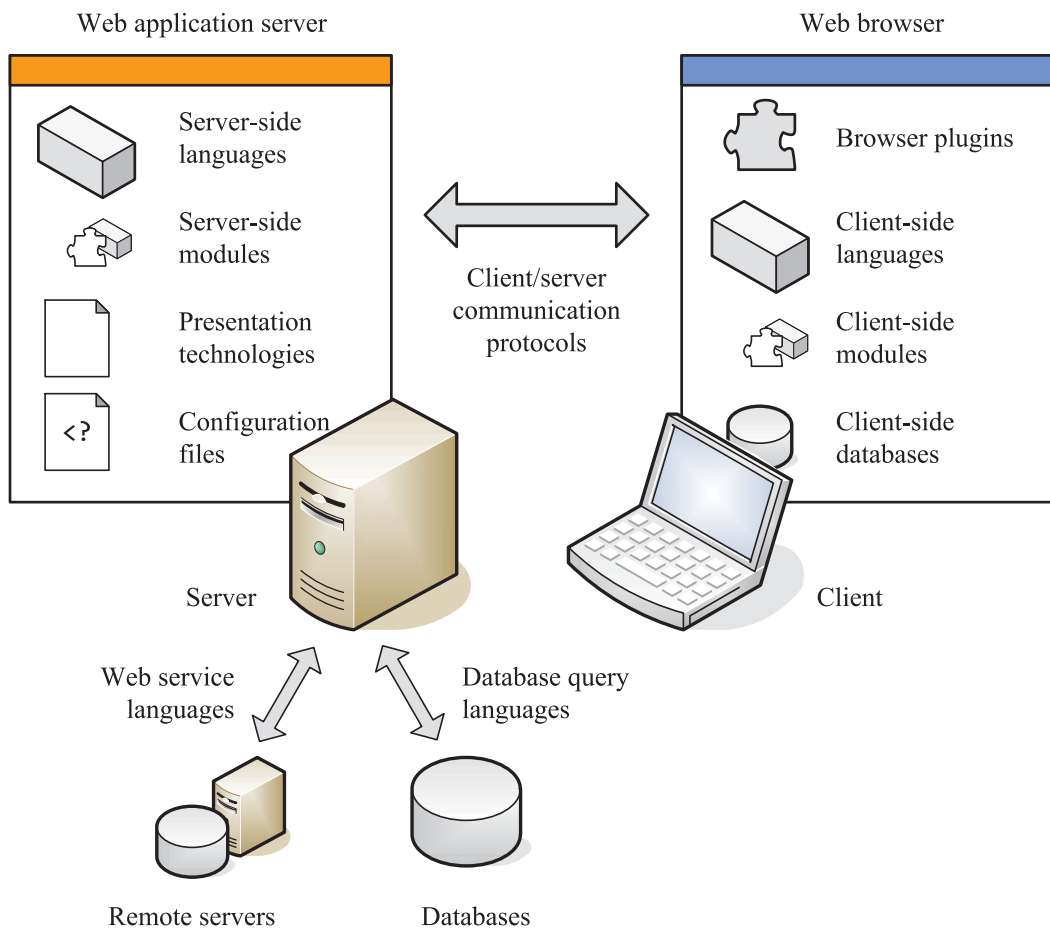 Web application server
Web browser
Server-side
languages
Server-side
modules
Presentation
technologies
<?
Configuration
files
Client/server
communication
protocols
Browser plugins
Client-side
languages
Client-side
modules
Client-side
databases
Server
Client
Web service
languages
Database query
languages
Remote servers
Databases